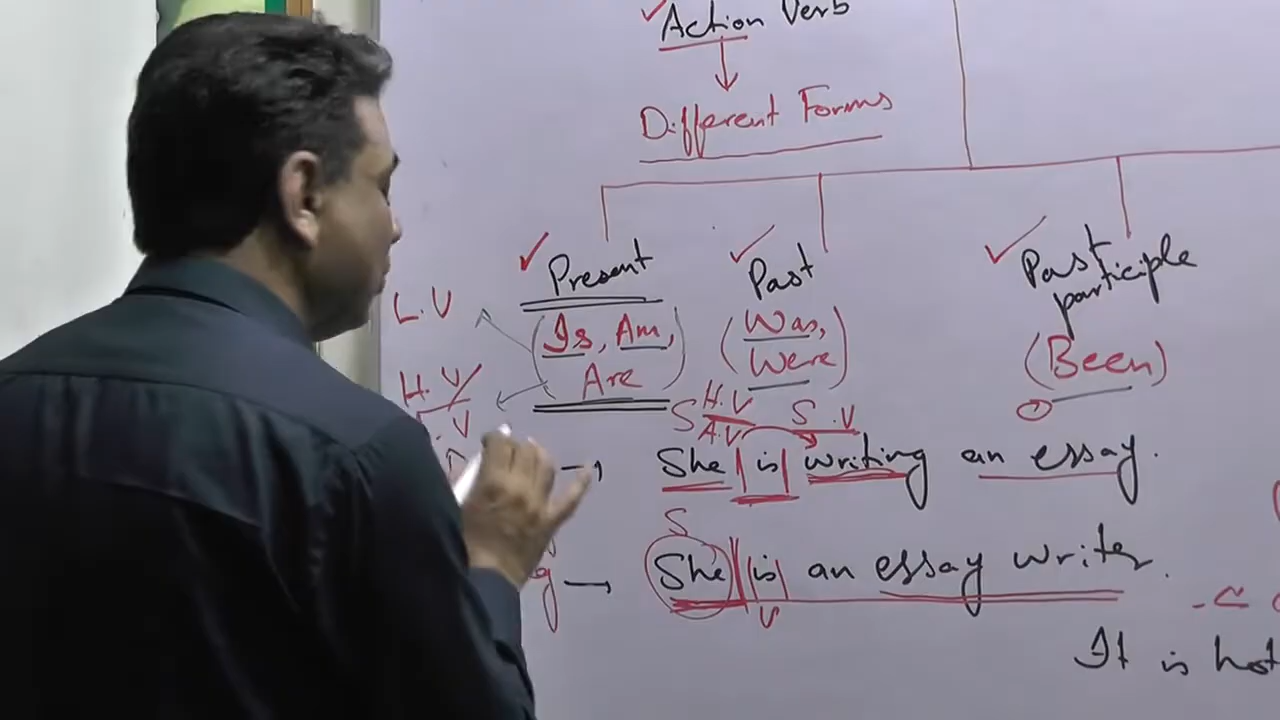 Action Verb
Different Forms
Present Past Past participle
L.V
(Is, Am, Are)
(Was, Were)
(Been)
H.V
V
S H.V S.V
A.V
She is writing an essay.
S
She is an essay writer.
V
It is hot